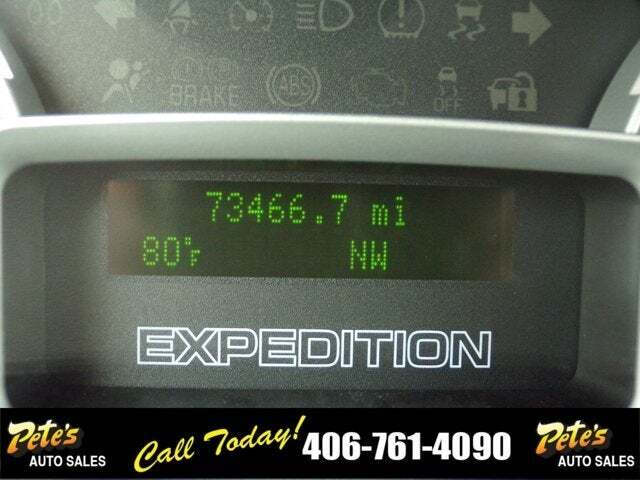 BRAKE
ABS
OFF
73466.7 mi
80°F NW
EXPEDITION
Pete's
AUTO SALES
Call Today! 406-761-4090
Pete's
AUTO SALES